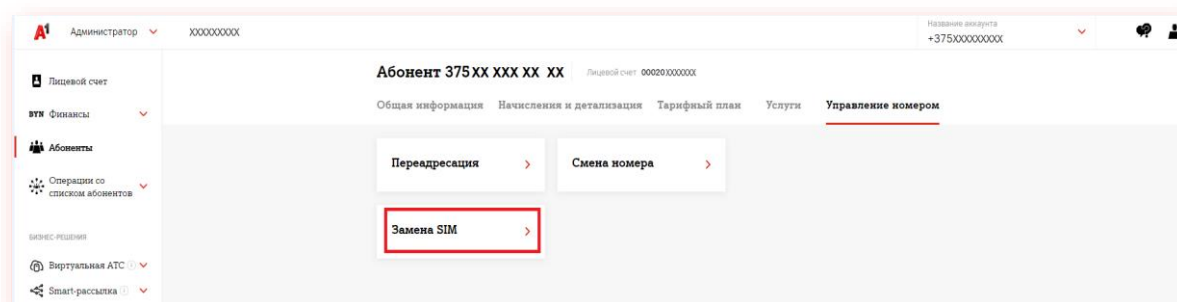 A1 Администратор XXXXXXXXX
Название аккаунта
+375XXXXXXXXX
Лицевой счет
BYN Финансы
Абоненты
Операции со
списком абонентов
БИЗНЕС-РЕШЕНИЯ
Виртуальная АТС
Smart-рассылка
Абонент 375 XX XXX XX XX Лицевой счет 00020XXXXXXX
Общая информация Начисления и детализация Тарифный план Услуги Управление номером
Переадресация Смена номера
Замена SIM